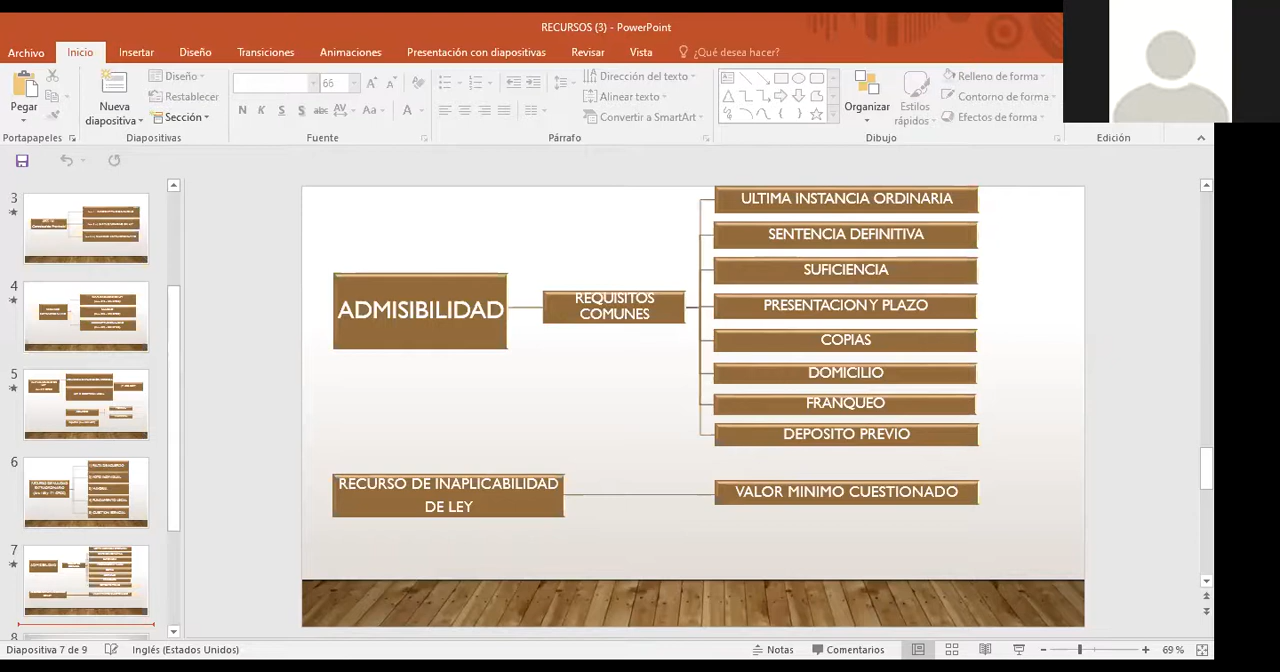 RECURSOS (3) - PowerPoint
Archivo
Inicio
Insertar
Diseño
Transiciones
Animaciones
Presentación con diapositivas
Revisar
Vista
¿Qué desea hacer?
Pegar
Portapapeles
Nueva
diapositiva
Diseño
Restablecer
Sección
Diapositivas
66
N K S S abc AV Aa A
Fuente
Dirección del texto
Alinear texto
Convertir a SmartArt
Párrafo
Organizar
Estilos
rápidos
Relleno de forma
Contorno de forma
Efectos de forma
Dibujo
Edición
3
4
5
6
7
ADMISIBILIDAD
8
ADMISIBILIDAD
REQUISITOS
COMUNES
ULTIMA INSTANCIA ORDINARIA
SENTENCIA DEFINITIVA
SUFICIENCIA
PRESENTACION Y PLAZO
COPIAS
DOMICILIO
FRANQUEO
DEPOSITO PREVIO
RECURSO DE INAPLICABILIDAD
DE LEY
VALOR MINIMO CUESTIONADO
Diapositiva 7 de 9
Inglés (Estados Unidos)
Notas
Comentarios
69 %